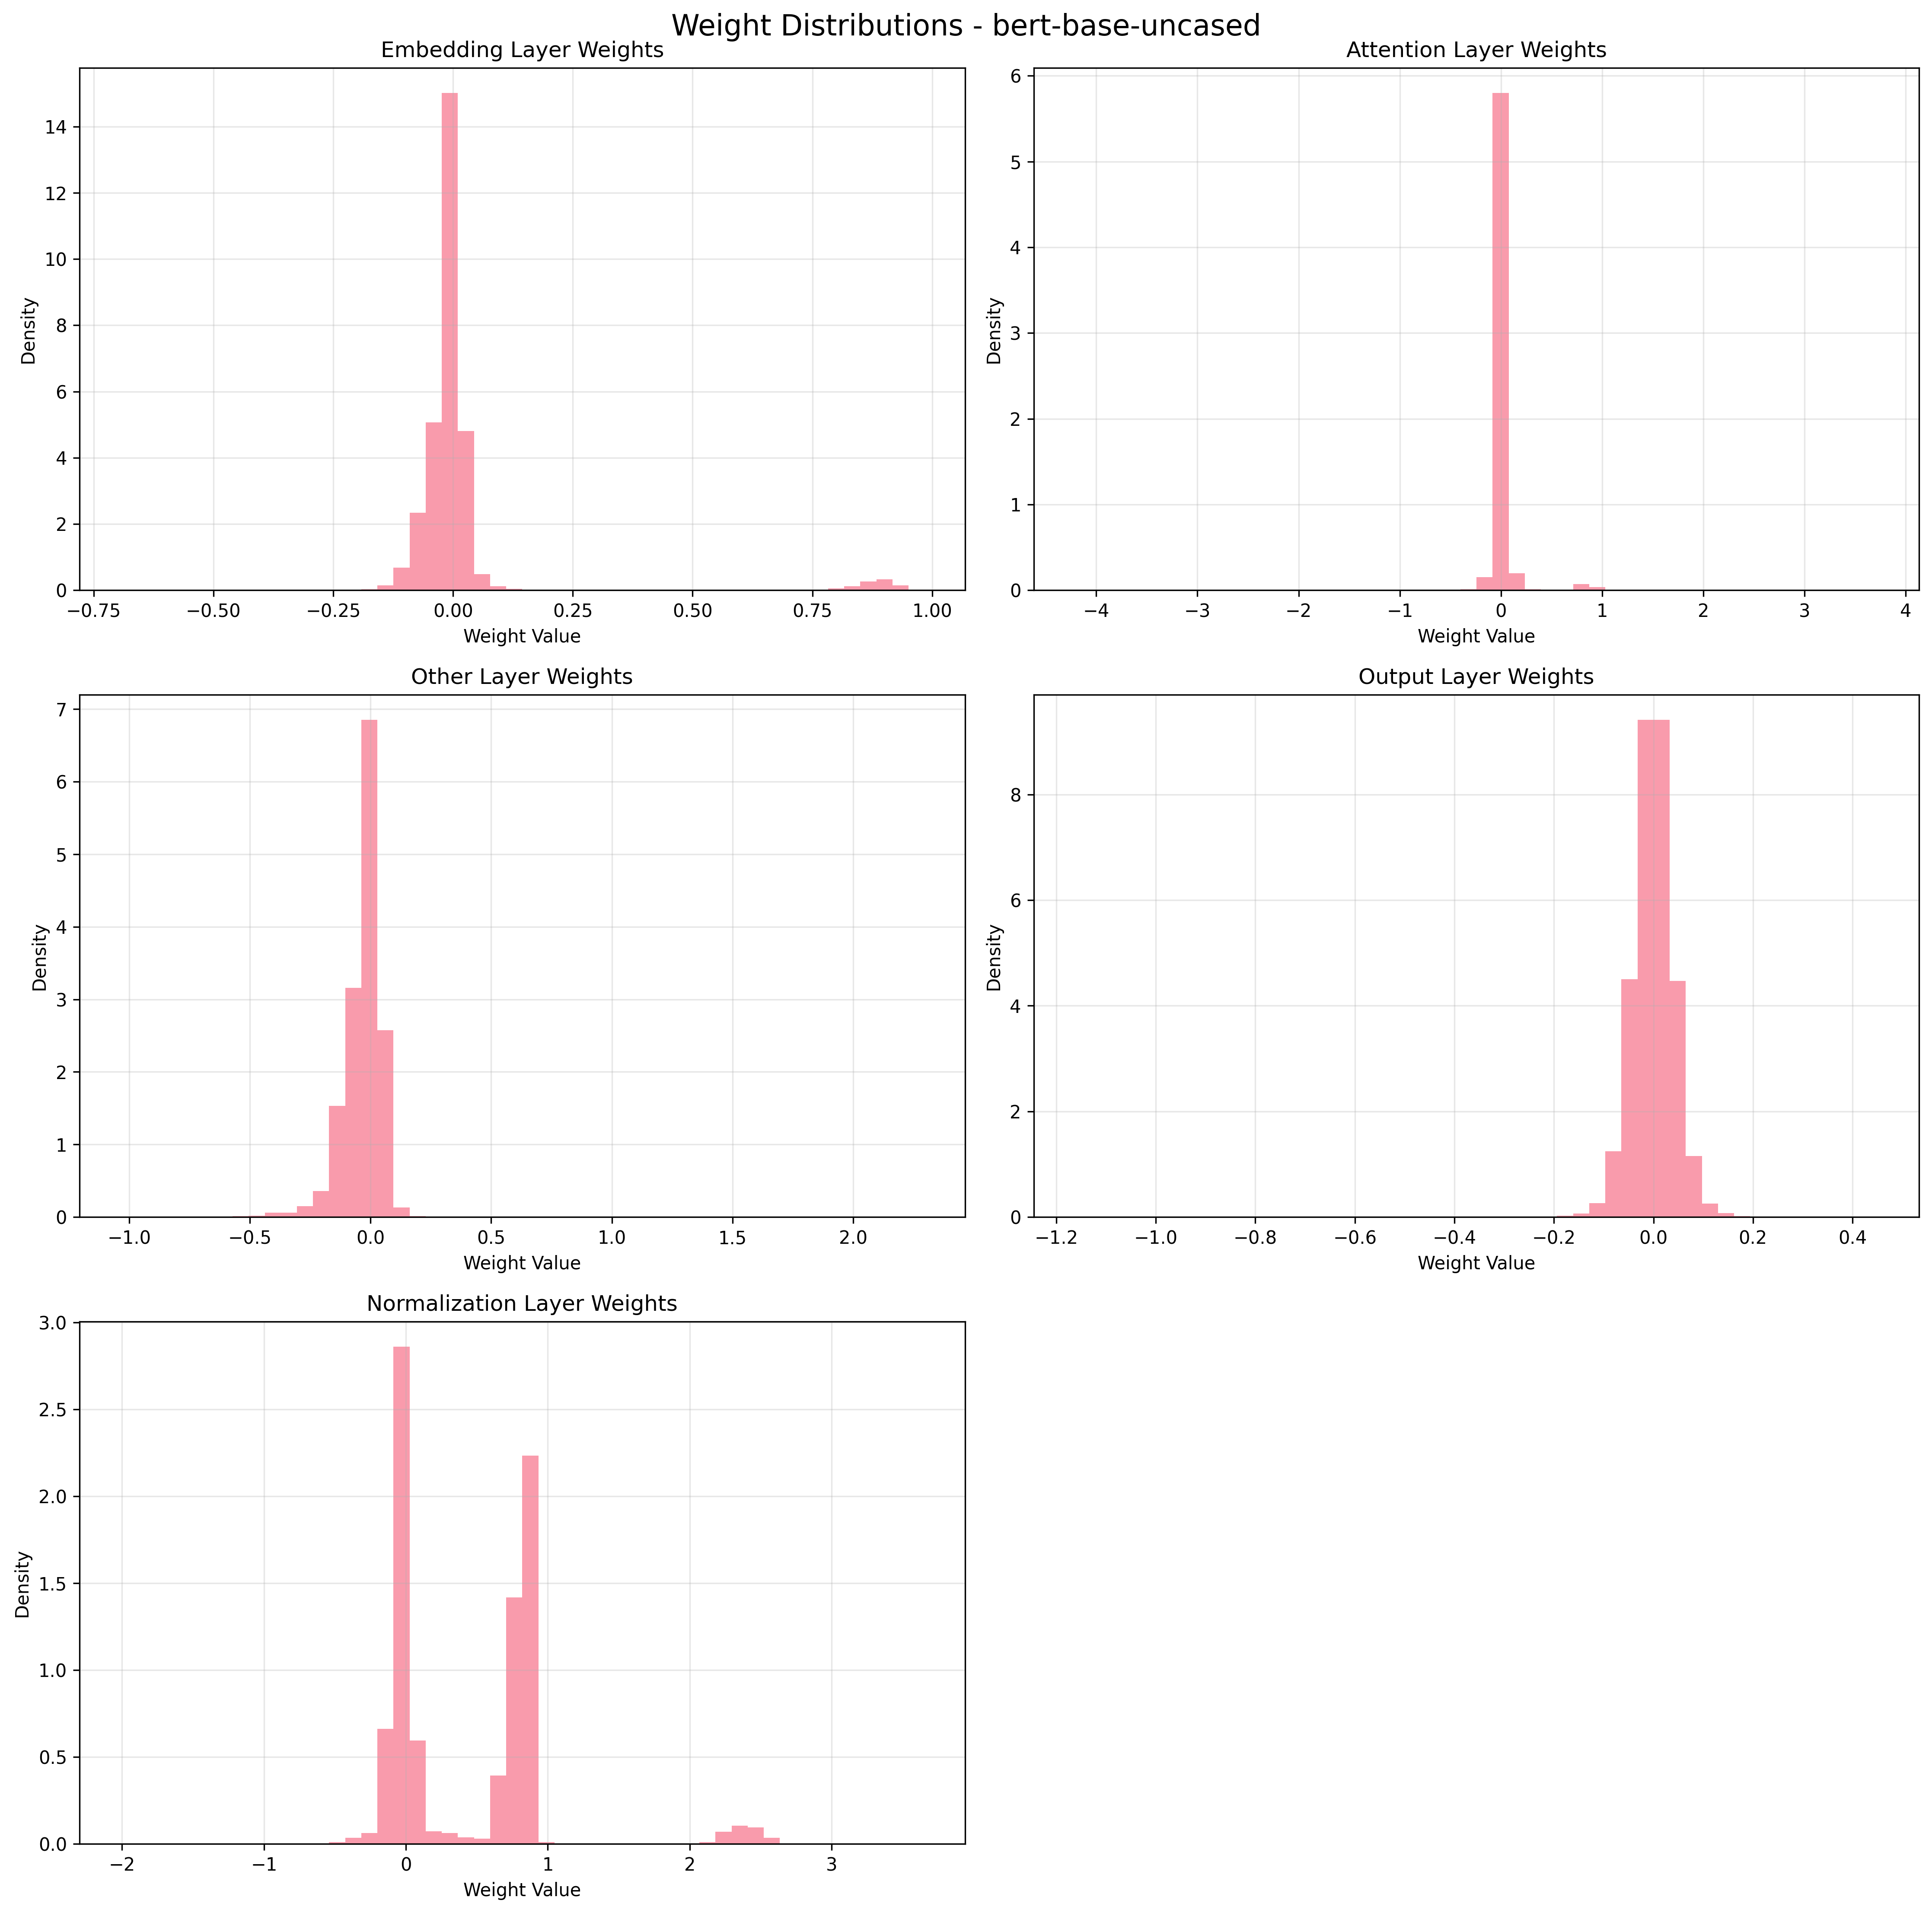 Weight Distributions - bert-base-uncased
Embedding Layer Weights
14
12
10
8
6
4
2
0
Density
−0.75 −0.50 −0.25 0.00 0.25 0.50 0.75 1.00
Weight Value
Attention Layer Weights
6
5
4
3
2
1
0
Density
−4 −3 −2 −1 0 1 2 3 4
Weight Value
Other Layer Weights
7
6
5
4
3
2
1
0
Density
−1.0 −0.5 0.0 0.5 1.0 1.5 2.0
Weight Value
Output Layer Weights
8
6
4
2
0
Density
−1.2 −1.0 −0.8 −0.6 −0.4 −0.2 0.0 0.2 0.4
Weight Value
Normalization Layer Weights
3.0
2.5
2.0
1.5
1.0
0.5
0.0
Density
−2 −1 0 1 2 3
Weight Value